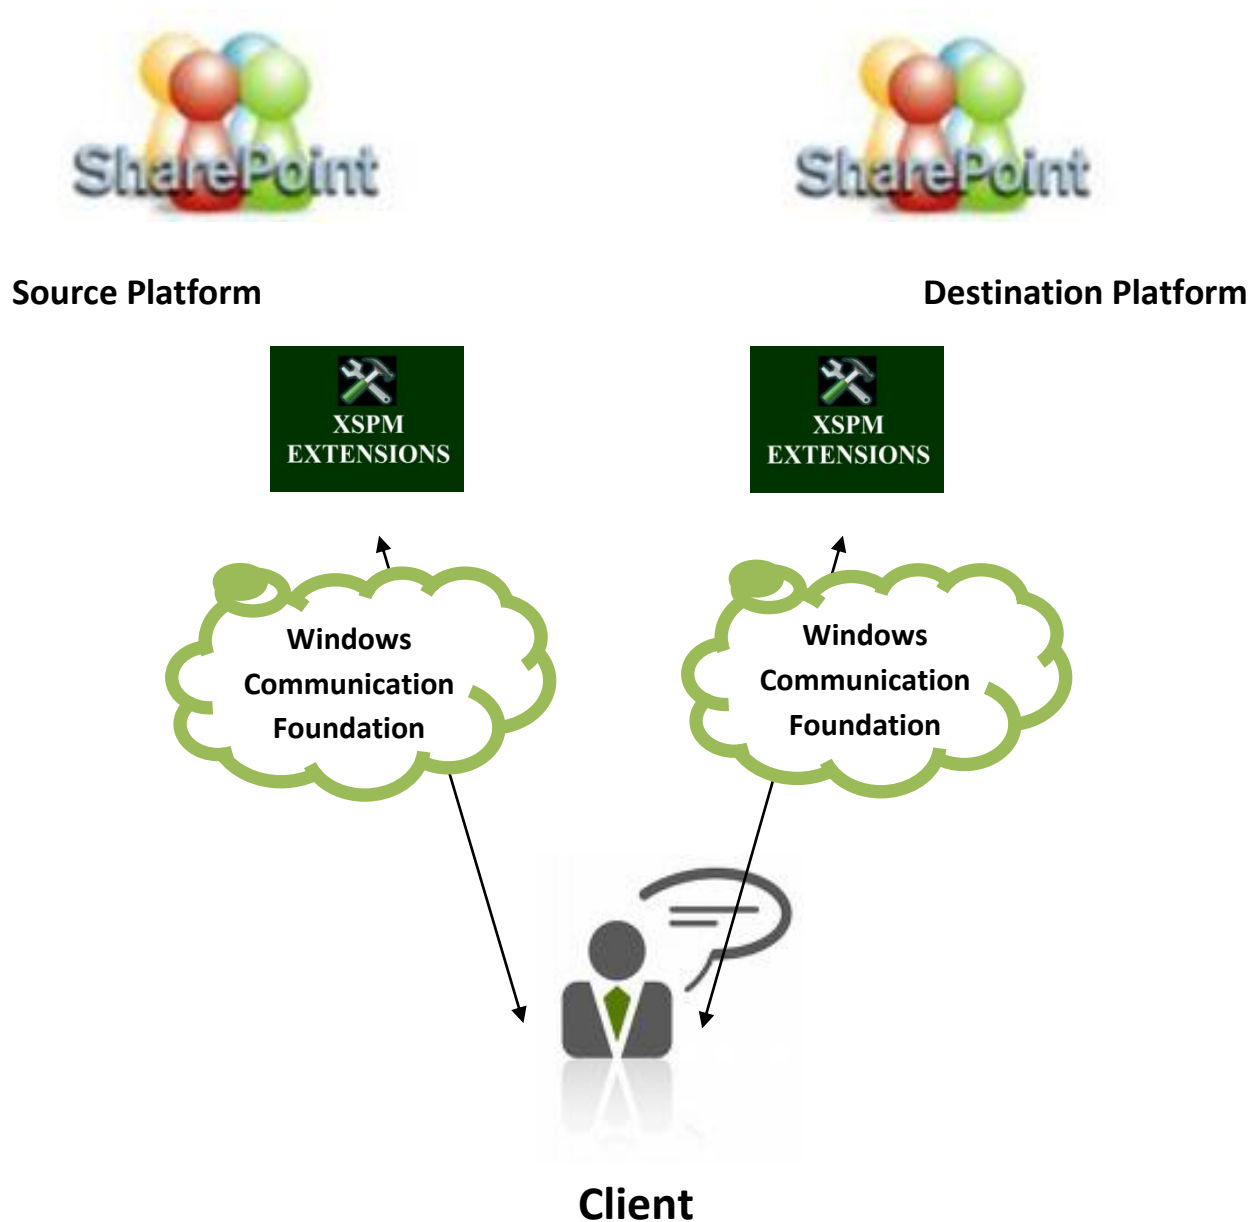 SharePoint
SharePoint
Source Platform
Destination Platform
XSPM
EXTENSIONS
XSPM
EXTENSIONS
Windows
Communication
Foundation
Windows
Communication
Foundation
Client